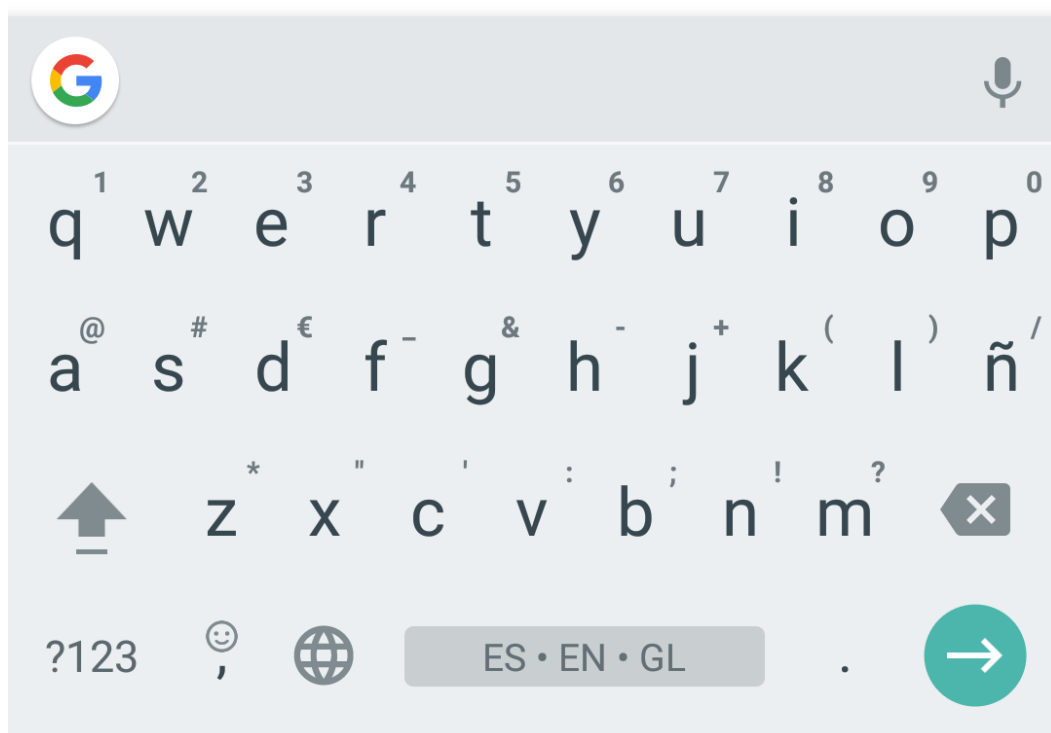 G
1 2 3 4 5 6 7 8 9 0
q w e r t y u i o p
@ # € _ & - + ( ) /
a s d f g h j k l ñ
* " ' : ; ! ?
z x c v b n m
?123 , ES • EN • GL .